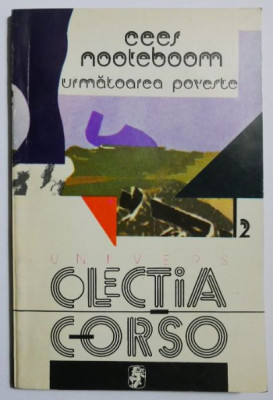 cees
nooteboom
următoarea poveste
2
UNIVERS
COLECȚIA
CORSO